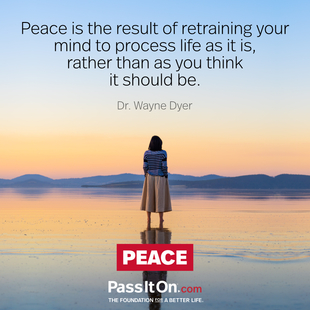 Peace is the result of retraining your
mind to process life as it is,
rather than as you think
it should be.
Dr. Wayne Dyer
PEACE
PassItOn.com
THE FOUNDATION FOR A BETTER LIFE.